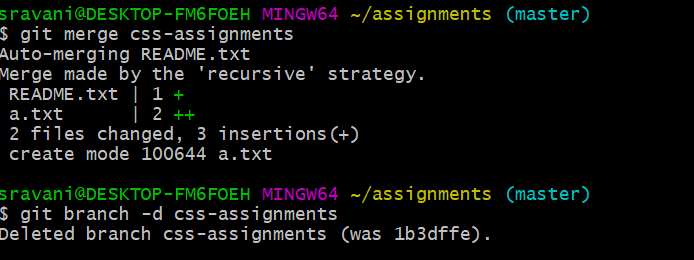 sravani@DESKTOP-FM6FOEH MINGW64 ~/assignments (master)
$ git merge css-assignments
Auto-merging README.txt
Merge made by the 'recursive' strategy.
 README.txt | 1 +
 a.txt      | 2 ++
 2 files changed, 3 insertions(+)
 create mode 100644 a.txt

sravani@DESKTOP-FM6FOEH MINGW64 ~/assignments (master)
$ git branch -d css-assignments
Deleted branch css-assignments (was 1b3dffe).